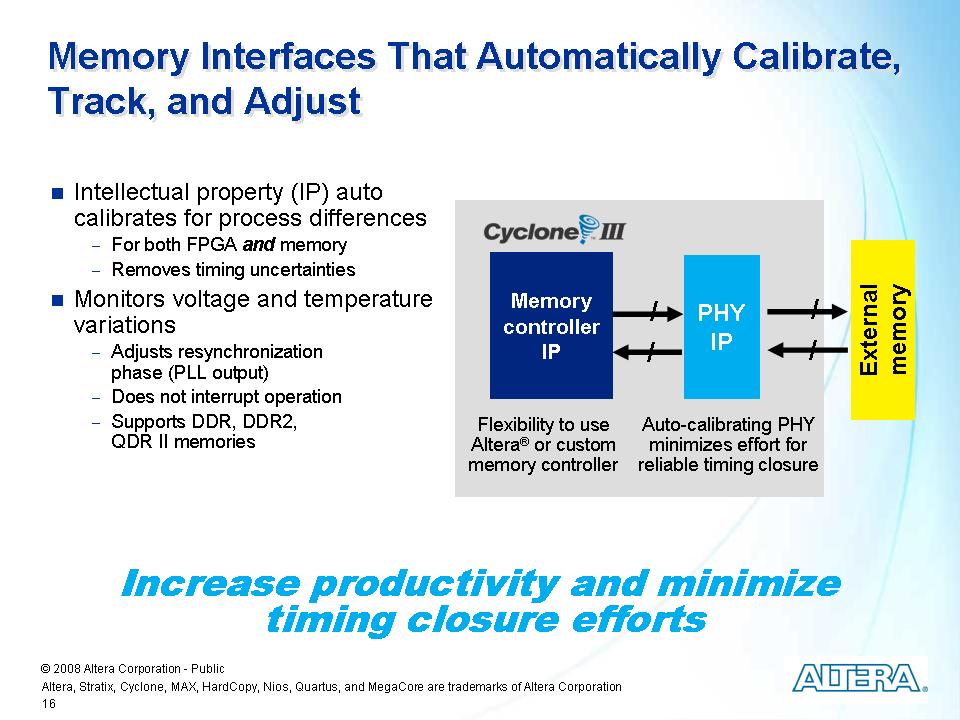 Memory Interfaces That Automatically Calibrate,
Track, and Adjust
■ Intellectual property (IP) auto
calibrates for process differences
– For both FPGA and memory
– Removes timing uncertainties
■ Monitors voltage and temperature
variations
– Adjusts resynchronization
phase (PLL output)
– Does not interrupt operation
– Supports DDR, DDR2,
QDR II memories
Cyclone™ III
Memory
controller
IP
PHY
IP
External
memory
Flexibility to use
Altera® or custom
memory controller
Auto-calibrating PHY
minimizes effort for
reliable timing closure
Increase productivity and minimize
timing closure efforts
© 2008 Altera Corporation - Public
Altera, Stratix, Cyclone, MAX, HardCopy, Nios, Quartus, and MegaCore are trademarks of Altera Corporation
16
ALTERA®